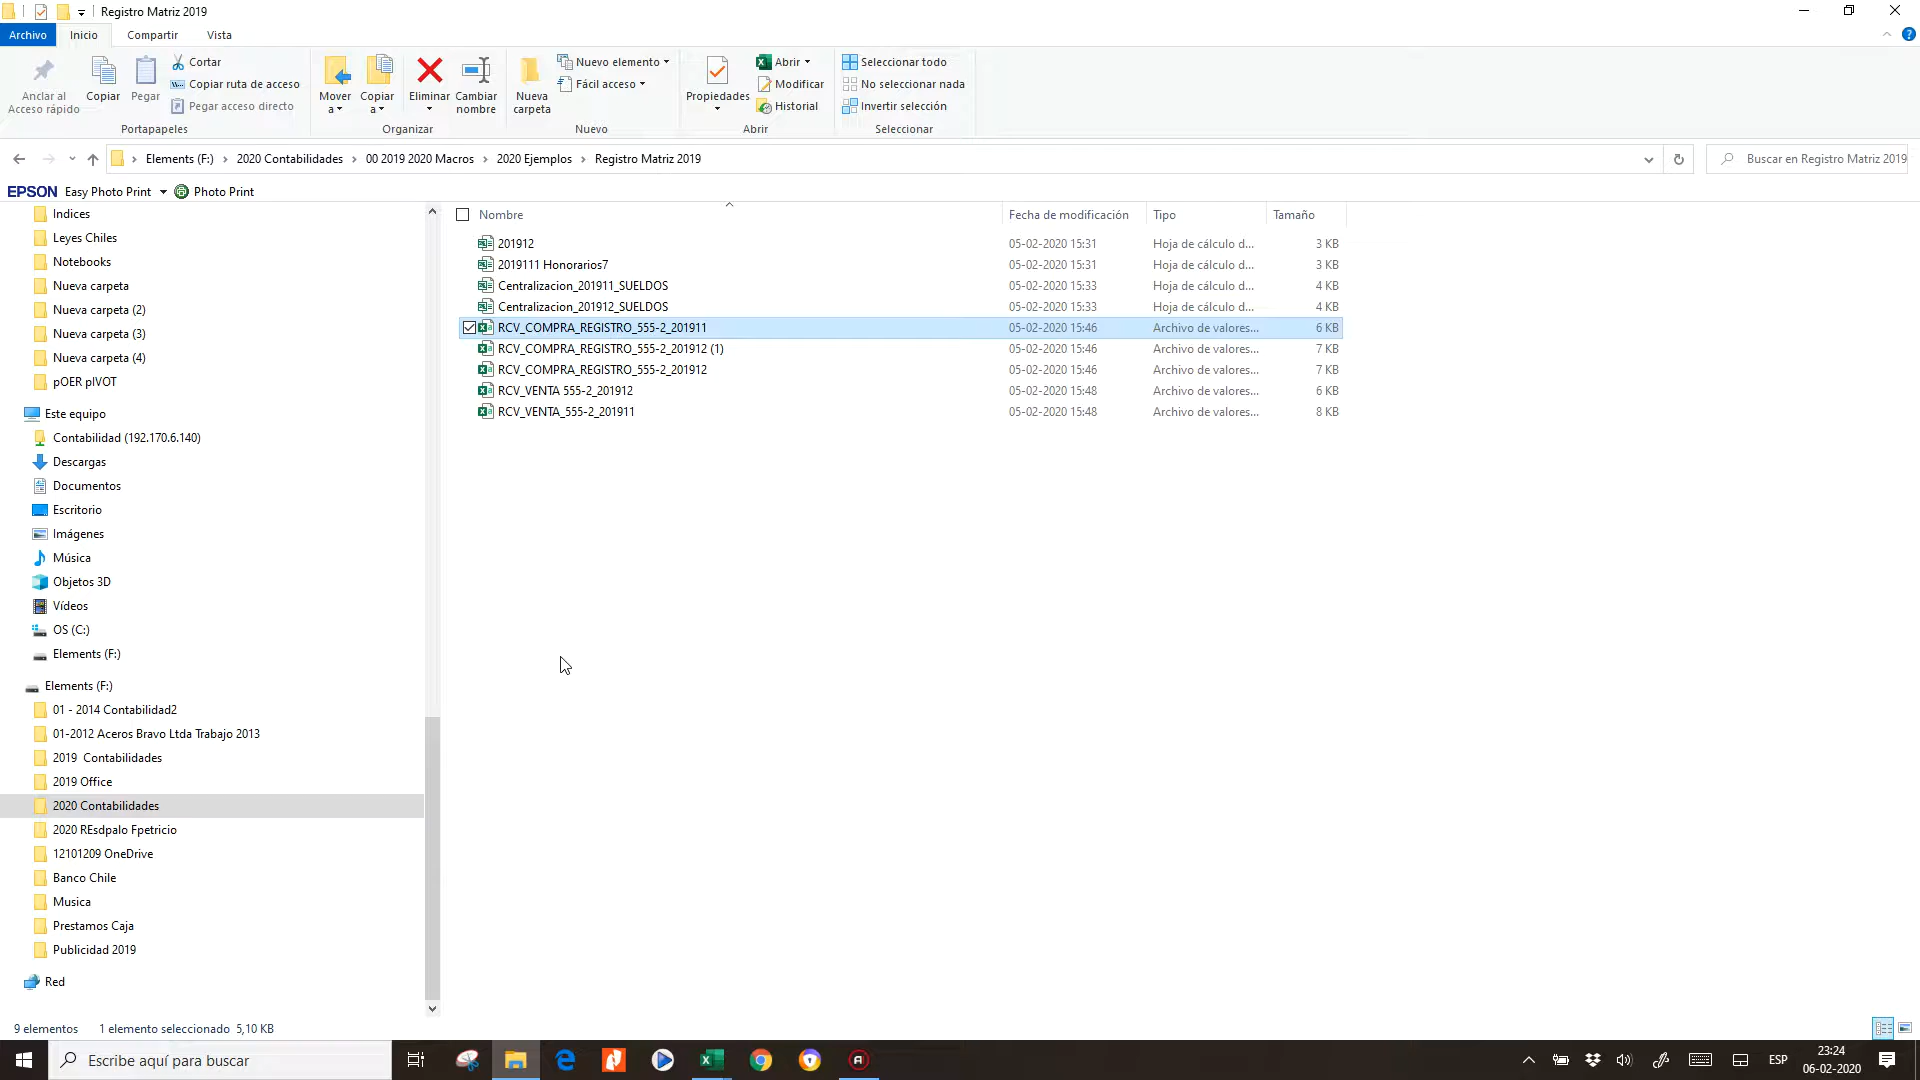 Registro Matriz 2019
Archivo
Inicio
Compartir
Vista
Anclar al
Acceso rápido
Copiar
Pegar
Cortar
Copiar ruta de acceso
Pegar acceso directo
Portapapeles
Mover
a
Copiar
a
Eliminar
Cambiar
nombre
Organizar
Nueva
carpeta
Nuevo elemento
Fácil acceso
Nuevo
Propiedades
Abrir
Modificar
Historial
Abrir
Seleccionar todo
No seleccionar nada
Invertir selección
Seleccionar
Elements (F:) > 2020 Contabilidades > 00 2019 2020 Macros > 2020 Ejemplos > Registro Matriz 2019
Buscar en Registro Matriz 2019
EPSON Easy Photo Print Photo Print
Indices
Leyes Chiles
Notebooks
Nueva carpeta
Nueva carpeta (2)
Nueva carpeta (3)
Nueva carpeta (4)
pOER pIVOT
Este equipo
Contabilidad (192.170.6.140)
Descargas
Documentos
Escritorio
Imágenes
Música
Objetos 3D
Vídeos
OS (C:)
Elements (F:)
Elements (F:)
01 - 2014 Contabilidad2
01-2012 Aceros Bravo Ltda Trabajo 2013
2019  Contabilidades
2019 Office
2020 Contabilidades
2020 REsdpalo Fpetricio
12101209 OneDrive
Banco Chile
Musica
Prestamos Caja
Publicidad 2019
Red
Nombre Fecha de modificación Tipo Tamaño
201912 05-02-2020 15:31 Hoja de cálculo d... 3 KB
2019111 Honorarios7 05-02-2020 15:31 Hoja de cálculo d... 3 KB
Centralizacion_201911_SUELDOS 05-02-2020 15:33 Hoja de cálculo d... 4 KB
Centralizacion_201912_SUELDOS 05-02-2020 15:33 Hoja de cálculo d... 4 KB
RCV_COMPRA_REGISTRO_555-2_201911 05-02-2020 15:46 Archivo de valores... 6 KB
RCV_COMPRA_REGISTRO_555-2_201912 (1) 05-02-2020 15:46 Archivo de valores... 7 KB
RCV_COMPRA_REGISTRO_555-2_201912 05-02-2020 15:46 Archivo de valores... 7 KB
RCV_VENTA 555-2_201912 05-02-2020 15:48 Archivo de valores... 6 KB
RCV_VENTA_555-2_201911 05-02-2020 15:48 Archivo de valores... 8 KB
9 elementos 1 elemento seleccionado 5,10 KB
Escribe aquí para buscar
ESP
23:24
06-02-2020